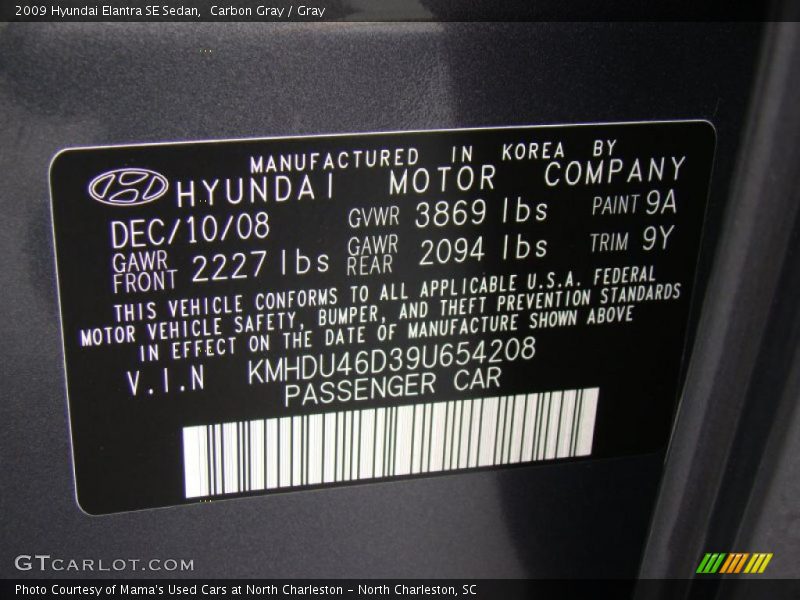 2009 Hyundai Elantra SE Sedan,  Carbon Gray / Gray
MANUFACTURED IN KOREA BY
HYUNDAI MOTOR COMPANY
DEC/10/08 GVWR 3869 lbs PAINT 9A
GAWR FRONT 2227 lbs GAWR REAR 2094 lbs TRIM 9Y
THIS VEHICLE CONFORMS TO ALL APPLICABLE U.S.A. FEDERAL
MOTOR VEHICLE SAFETY, BUMPER, AND THEFT PREVENTION STANDARDS
IN EFFECT ON THE DATE OF MANUFACTURE SHOWN ABOVE
V.I.N KMHDU46D39U654208
PASSENGER CAR
GTCARLOT.COM
Photo Courtesy of Mama's Used Cars at North Charleston - North Charleston, SC